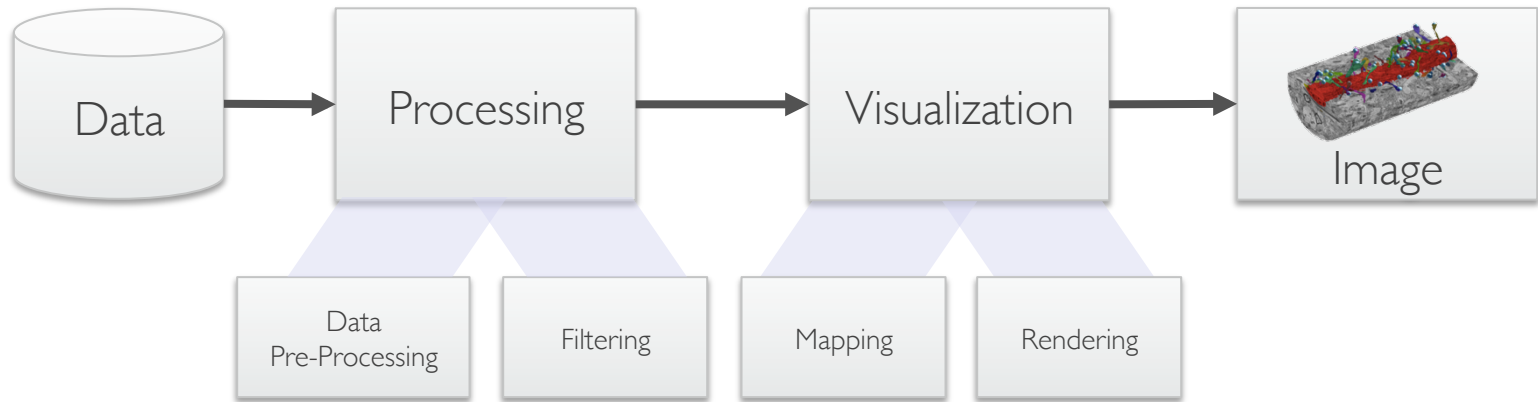 Data
Processing
Visualization
Image
Data
Pre-Processing
Filtering
Mapping
Rendering